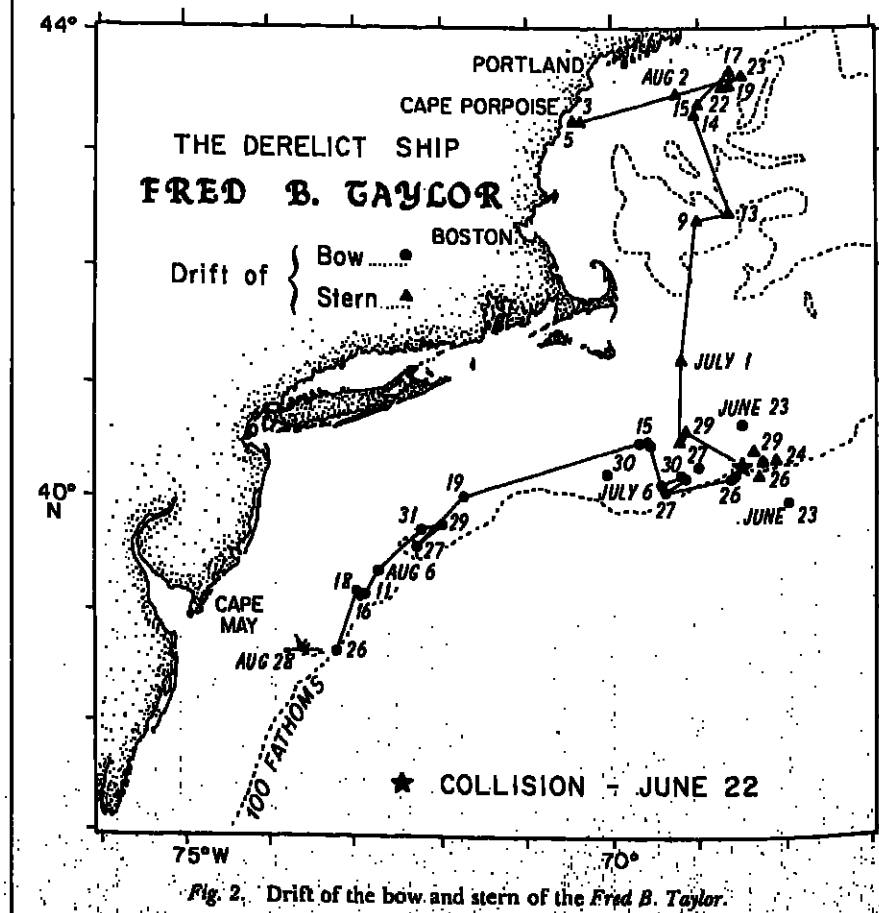 44°
PORTLAND
17
23
AUG 2
19
22
CAPE PORPOISE
3
15
14
5
THE DERELICT SHIP
FRED B. TAYLOR
9
13
BOSTON
Drift of { Bow......●
Stern.....▲
JULY 1
JUNE 23
29
15
29
24
27
30
30
26
40°
N
JULY 6
27
26
JUNE 23
19
31
29
27
AUG 6
18
11
16
CAPE
MAY
26
AUG 28
100 FATHOMS
★ COLLISION - JUNE 22
75°W
70°
Fig. 2. Drift of the bow and stern of the Fred B. Taylor.